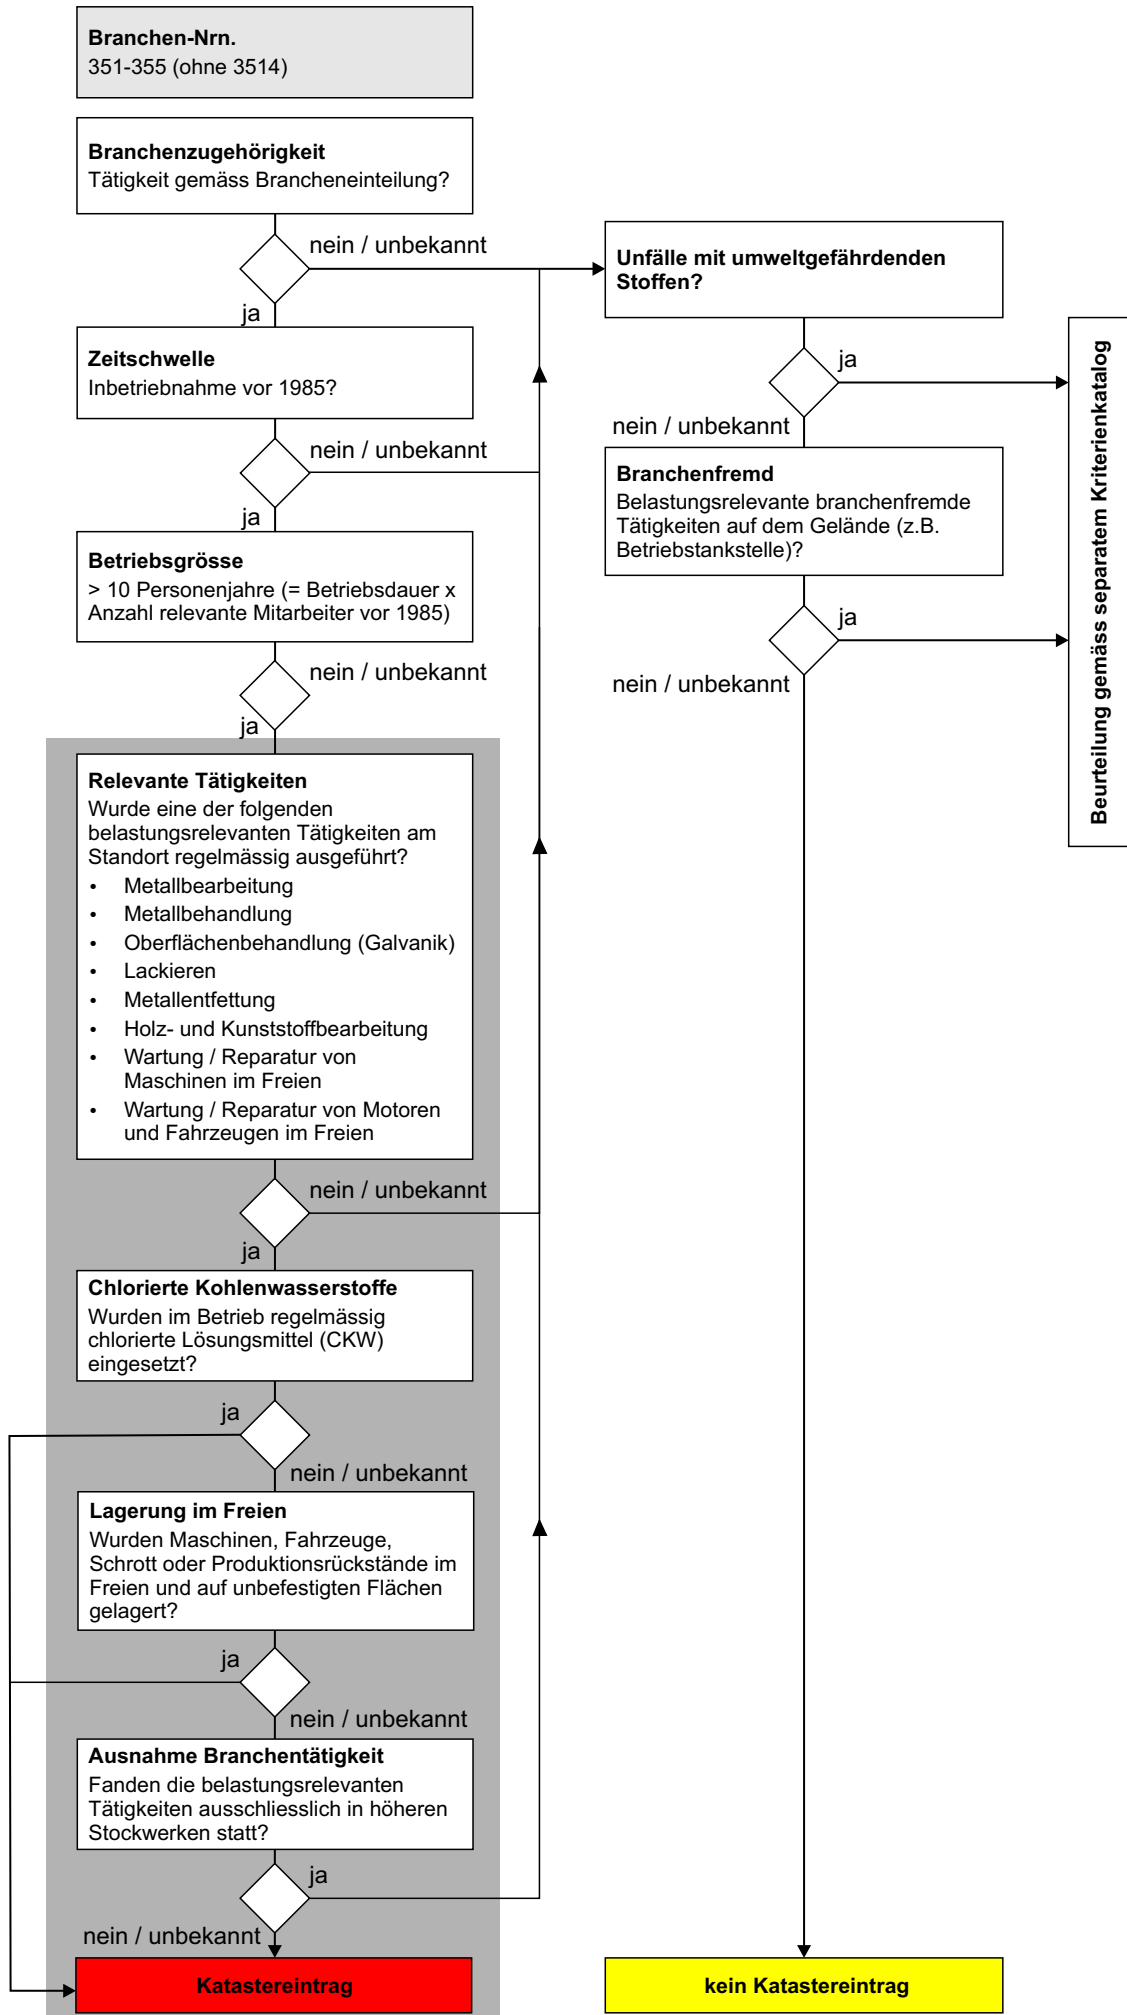 Branchen-Nrn.
351-355 (ohne 3514)
Branchenzugehörigkeit
Tätigkeit gemäss Brancheneinteilung?
nein / unbekannt
ja
Zeitschwelle
Inbetriebnahme vor 1985?
nein / unbekannt
ja
Betriebsgrösse
> 10 Personenjahre (= Betriebsdauer x
Anzahl relevante Mitarbeiter vor 1985)
nein / unbekannt
ja
Relevante Tätigkeiten
Wurde eine der folgenden
belastungsrelevanten Tätigkeiten am
Standort regelmässig ausgeführt?
• Metallbearbeitung
• Metallbehandlung
• Oberflächenbehandlung (Galvanik)
• Lackieren
• Metallentfettung
• Holz- und Kunststoffbearbeitung
• Wartung / Reparatur von
Maschinen im Freien
• Wartung / Reparatur von Motoren
und Fahrzeugen im Freien
nein / unbekannt
ja
Chlorierte Kohlenwasserstoffe
Wurden im Betrieb regelmässig
chlorierte Lösungsmittel (CKW)
eingesetzt?
ja
nein / unbekannt
Lagerung im Freien
Wurden Maschinen, Fahrzeuge,
Schrott oder Produktionsrückstände im
Freien und auf unbefestigten Flächen
gelagert?
ja
nein / unbekannt
Ausnahme Branchentätigkeit
Fanden die belastungsrelevanten
Tätigkeiten ausschliesslich in höheren
Stockwerken statt?
ja
nein / unbekannt
Katastereintrag
Unfälle mit umweltgefährdenden
Stoffen?
ja
nein / unbekannt
Branchenfremd
Belastungsrelevante branchenfremde
Tätigkeiten auf dem Gelände (z.B.
Betriebstankstelle)?
ja
nein / unbekannt
kein Katastereintrag
Beurteilung gemäss separatem Kriterienkatalog